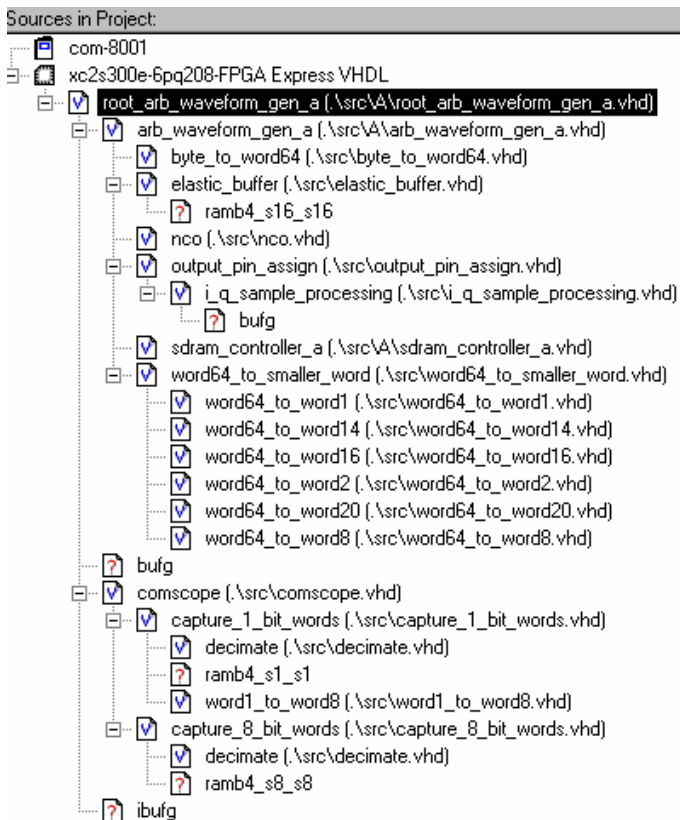 Sources in Project:
com-8001
xc2s300e-6pq208-FPGA Express VHDL
root_arb_waveform_gen_a (.\src\A\root_arb_waveform_gen_a.vhd)
arb_waveform_gen_a (.\src\A\arb_waveform_gen_a.vhd)
byte_to_word64 (.\src\byte_to_word64.vhd)
elastic_buffer (.\src\elastic_buffer.vhd)
ramb4_s16_s16
nco (.\src\nco.vhd)
output_pin_assign (.\src\output_pin_assign.vhd)
i_q_sample_processing (.\src\i_q_sample_processing.vhd)
bufg
sdram_controller_a (.\src\A\sdram_controller_a.vhd)
word64_to_smaller_word (.\src\word64_to_smaller_word.vhd)
word64_to_word1 (.\src\word64_to_word1.vhd)
word64_to_word14 (.\src\word64_to_word14.vhd)
word64_to_word16 (.\src\word64_to_word16.vhd)
word64_to_word2 (.\src\word64_to_word2.vhd)
word64_to_word20 (.\src\word64_to_word20.vhd)
word64_to_word8 (.\src\word64_to_word8.vhd)
bufg
comscope (.\src\comscope.vhd)
capture_1_bit_words (.\src\capture_1_bit_words.vhd)
decimate (.\src\decimate.vhd)
ramb4_s1_s1
word1_to_word8 (.\src\word1_to_word8.vhd)
capture_8_bit_words (.\src\capture_8_bit_words.vhd)
decimate (.\src\decimate.vhd)
ramb4_s8_s8
ibufg